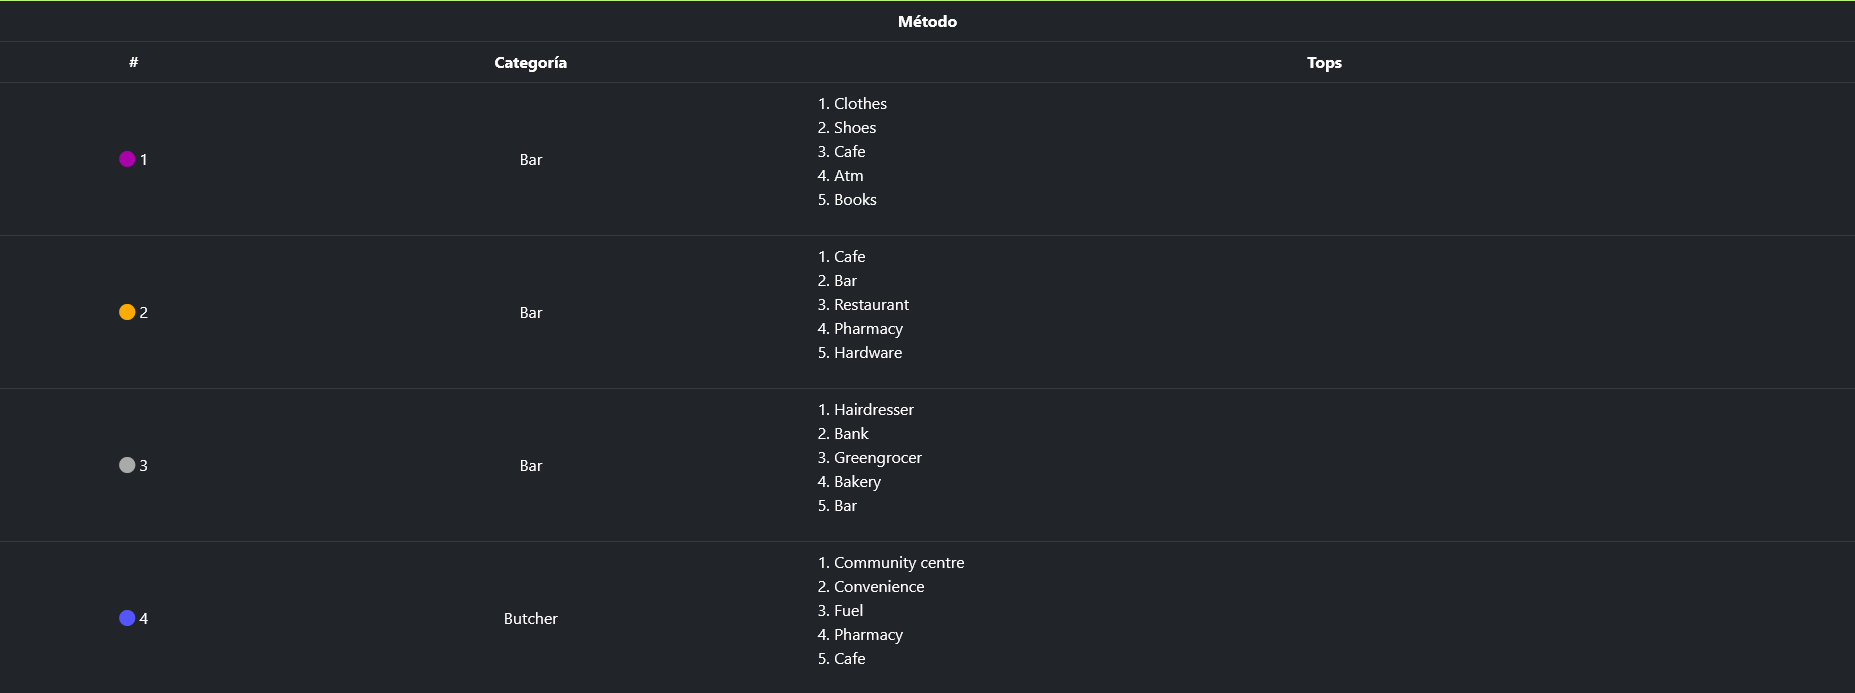 Método
# Categoría Tops
1 Bar
1. Clothes
2. Shoes
3. Cafe
4. Atm
5. Books
2 Bar
1. Cafe
2. Bar
3. Restaurant
4. Pharmacy
5. Hardware
3 Bar
1. Hairdresser
2. Bank
3. Greengrocer
4. Bakery
5. Bar
4 Butcher
1. Community centre
2. Convenience
3. Fuel
4. Pharmacy
5. Cafe